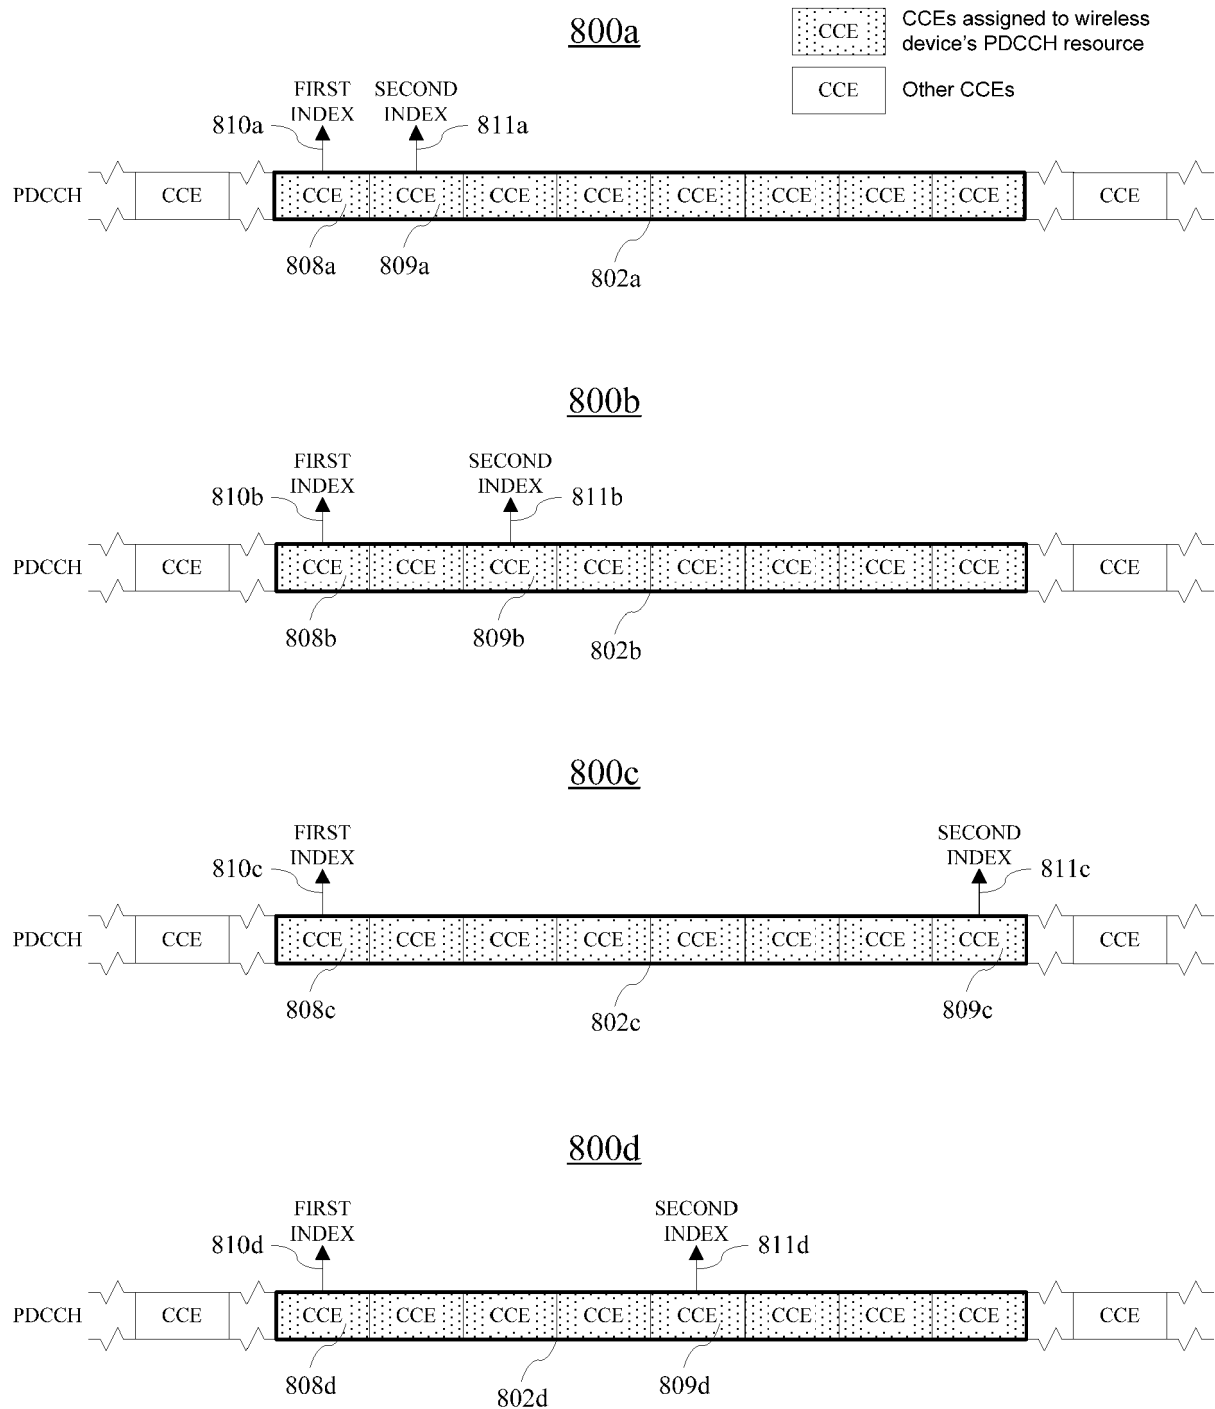 800a
CCE
CCEs assigned to wireless
device's PDCCH resource
CCE
Other CCEs
FIRST
INDEX
SECOND
INDEX
810a
811a
PDCCH
CCE
CCE
CCE
CCE
CCE
CCE
CCE
CCE
CCE
CCE
808a
809a
802a
800b
FIRST
INDEX
SECOND
INDEX
810b
811b
PDCCH
CCE
CCE
CCE
CCE
CCE
CCE
CCE
CCE
CCE
CCE
808b
809b
802b
800c
FIRST
INDEX
SECOND
INDEX
810c
811c
PDCCH
CCE
CCE
CCE
CCE
CCE
CCE
CCE
CCE
CCE
CCE
808c
802c
809c
800d
FIRST
INDEX
SECOND
INDEX
810d
811d
PDCCH
CCE
CCE
CCE
CCE
CCE
CCE
CCE
CCE
CCE
CCE
808d
802d
809d